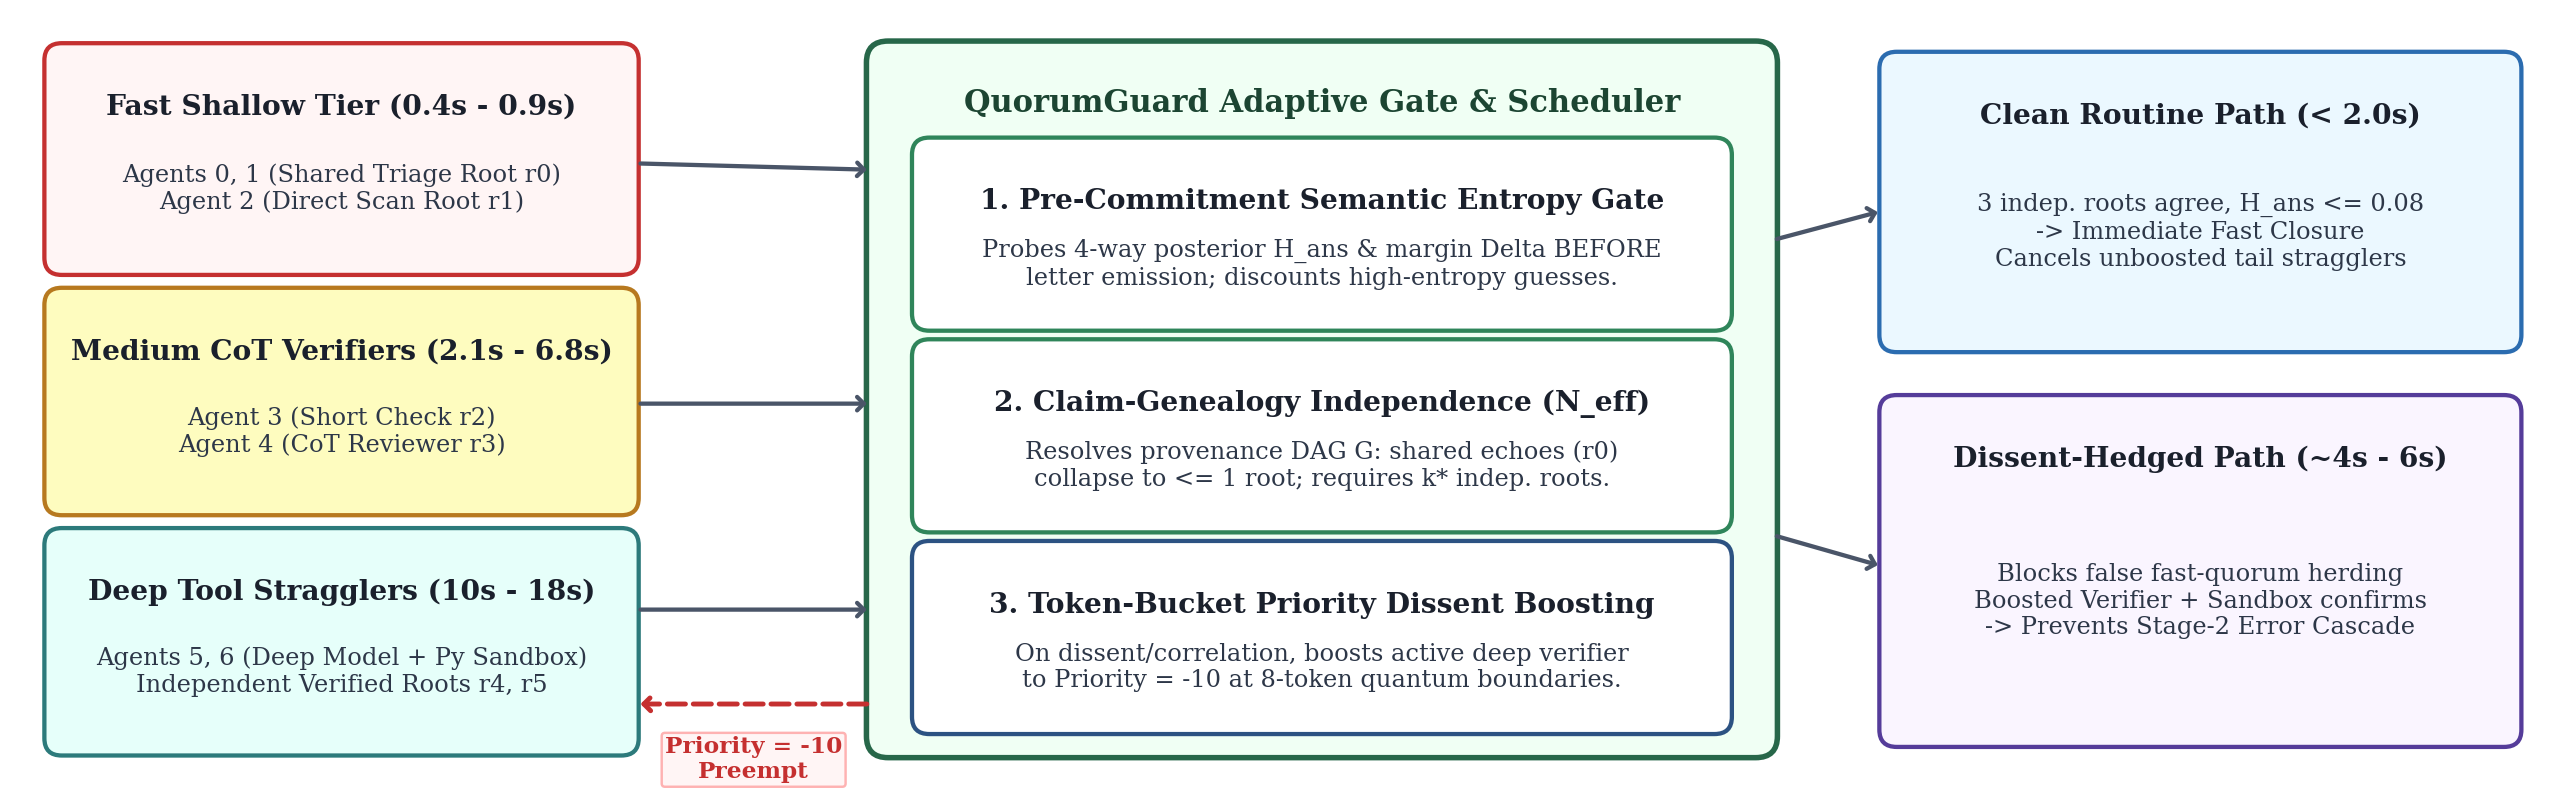 Fast Shallow Tier (0.4s - 0.9s)
Agents 0, 1 (Shared Triage Root r0)
Agent 2 (Direct Scan Root r1)
Medium CoT Verifiers (2.1s - 6.8s)
Agent 3 (Short Check r2)
Agent 4 (CoT Reviewer r3)
Deep Tool Stragglers (10s - 18s)
Agents 5, 6 (Deep Model + Py Sandbox)
Independent Verified Roots r4, r5
Priority = -10
Preempt
QuorumGuard Adaptive Gate & Scheduler
1. Pre-Commitment Semantic Entropy Gate
Probes 4-way posterior H_ans & margin Delta BEFORE
letter emission; discounts high-entropy guesses.
2. Claim-Genealogy Independence (N_eff)
Resolves provenance DAG G: shared echoes (r0)
collapse to <= 1 root; requires k* indep. roots.
3. Token-Bucket Priority Dissent Boosting
On dissent/correlation, boosts active deep verifier
to Priority = -10 at 8-token quantum boundaries.
Clean Routine Path (< 2.0s)
3 indep. roots agree, H_ans <= 0.08
-> Immediate Fast Closure
Cancels unboosted tail stragglers
Dissent-Hedged Path (~4s - 6s)
Blocks false fast-quorum herding
Boosted Verifier + Sandbox confirms
-> Prevents Stage-2 Error Cascade